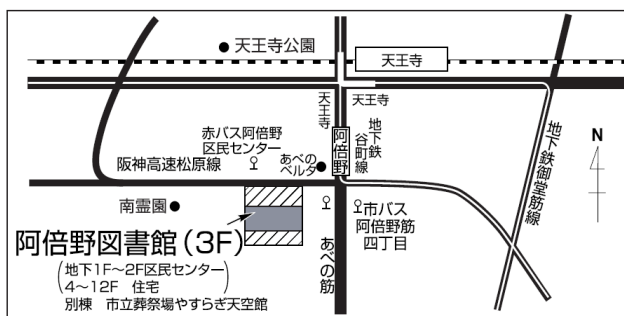 天王寺公園
天王寺
天王寺
天王寺
赤バス阿倍野
区民センター
あべの
ベルタ
阿倍野
地下鉄
谷町線
阪神高速松原線
地下鉄御堂筋線
N
南霊園
市バス
阿倍野筋
四丁目
あべの筋
阿倍野図書館(3F)
(地下1F～2F区民センター
4～12F 住宅)
別棟 市立葬祭場やすらぎ天空館